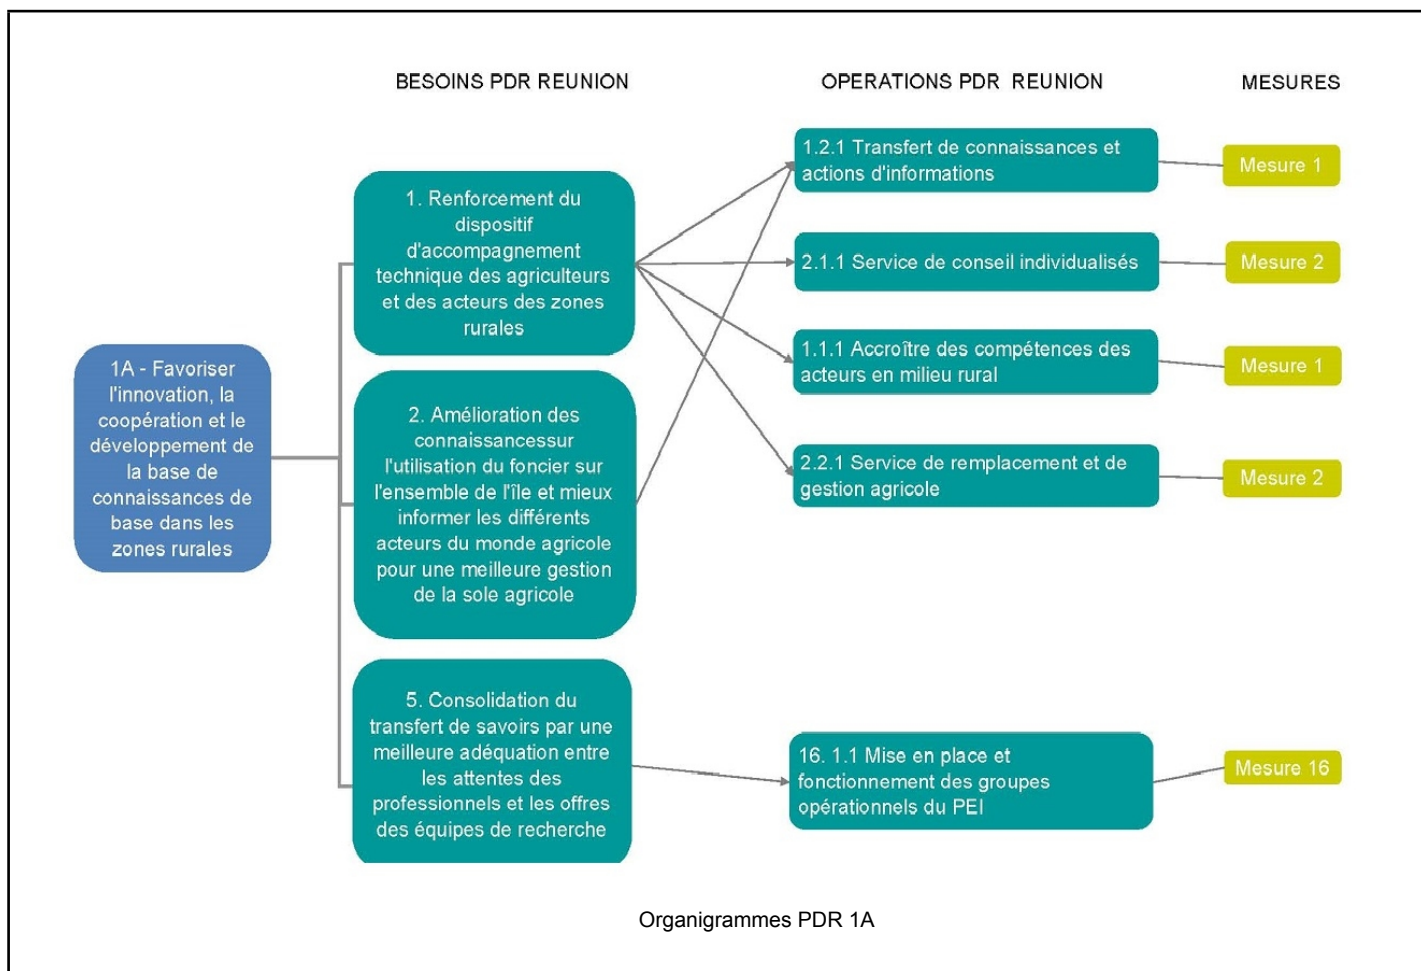 BESOINS PDR REUNION
OPERATIONS PDR  REUNION
MESURES
1A - Favoriser
l'innovation, la
coopération et le
développement de
la base de
connaissances de
base dans les
zones rurales
1. Renforcement du
dispositif
d'accompagnement
technique des agriculteurs
et des acteurs des zones
rurales
2. Amélioration des
connaissancessur
l'utilisation du foncier sur
l'ensemble de l'île et mieux
informer les différents
acteurs du monde agricole
pour une meilleure gestion
de la sole agricole
5. Consolidation du
transfert de savoirs par une
meilleure adéquation entre
les attentes des
professionnels et les offres
des équipes de recherche
1.2.1 Transfert de connaissances et
actions d'informations
Mesure 1
2.1.1 Service de conseil individualisés
Mesure 2
1.1.1 Accroître des compétences des
acteurs en milieu rural
Mesure 1
2.2.1 Service de remplacement et de
gestion agricole
Mesure 2
16. 1.1 Mise en place et
fonctionnement des groupes
opérationnels du PEI
Mesure 16
Organigrammes PDR 1A